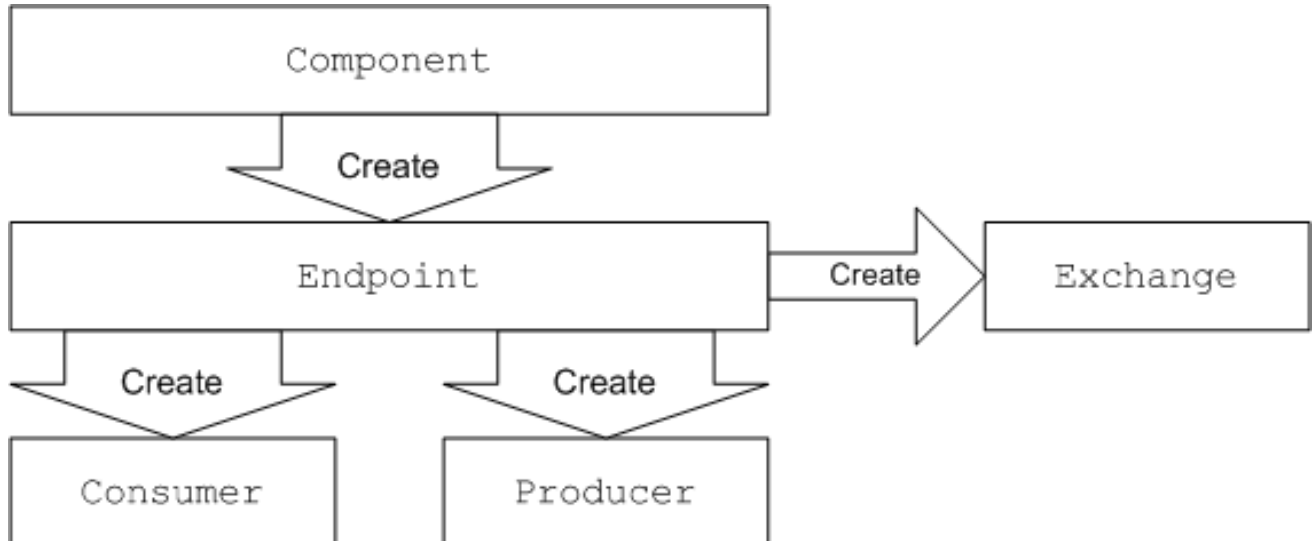 Component
Create
Endpoint
Create
Exchange
Create
Create
Consumer
Producer